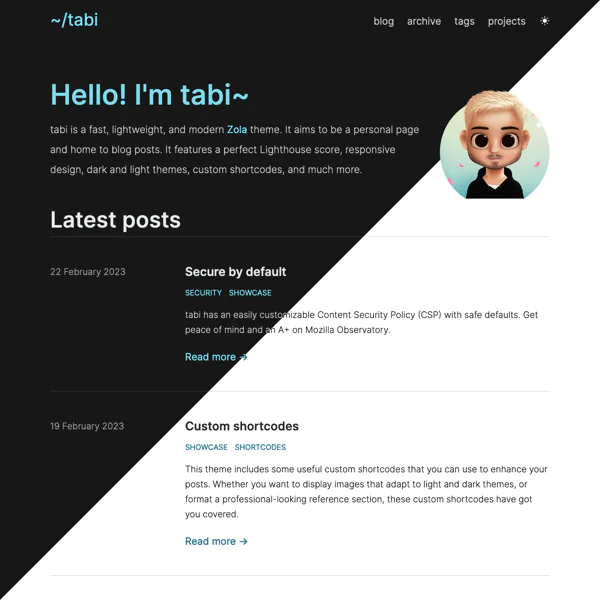 ~/tabi
blog archive tags projects
Hello! I'm tabi~
tabi is a fast, lightweight, and modern Zola theme. It aims to be a personal page
and home to blog posts. It features a perfect Lighthouse score, responsive
design, dark and light themes, custom shortcodes, and much more.
Latest posts
22 February 2023
Secure by default
SECURITY SHOWCASE
tabi has an easily customizable Content Security Policy (CSP) with safe defaults. Get
peace of mind and an A+ on Mozilla Observatory.
Read more →
19 February 2023
Custom shortcodes
SHOWCASE SHORTCODES
This theme includes some useful custom shortcodes that you can use to enhance your
posts. Whether you want to display images that adapt to light and dark themes, or
format a professional-looking reference section, these custom shortcodes have got
you covered.
Read more →